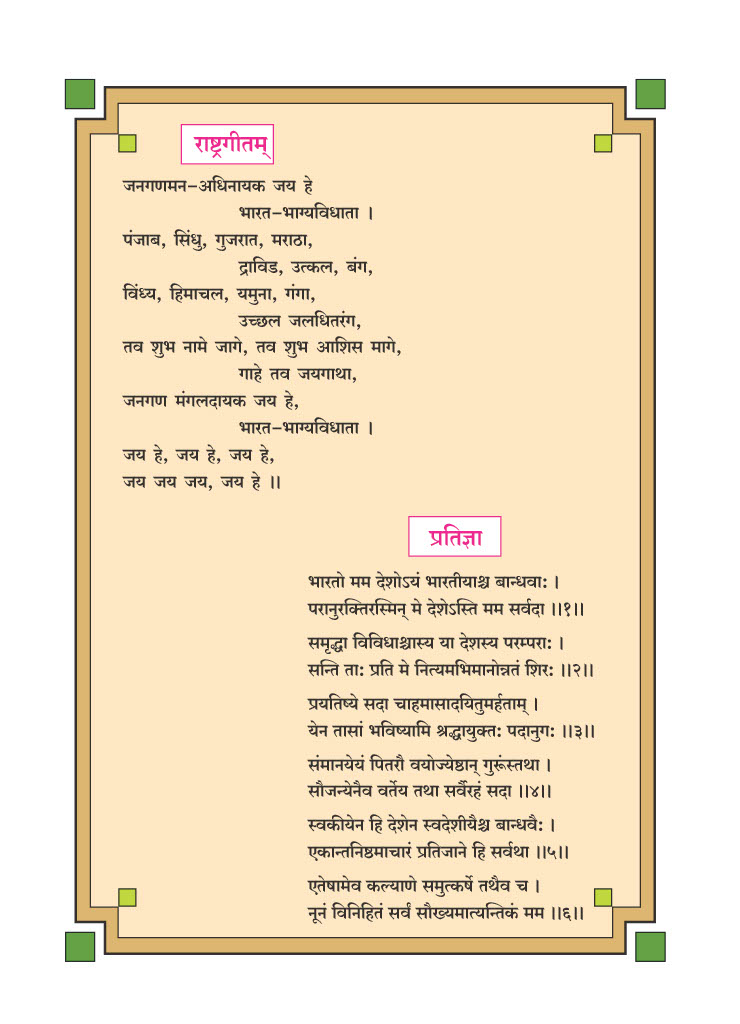 राष्ट्रगीतम्
जनगणमन–अधिनायक जय हे
भारत–भाग्यविधाता ।
पंजाब, सिंधु, गुजरात, मराठा,
द्राविड, उत्कल, बंग,
विंध्य, हिमाचल, यमुना, गंगा,
उच्छल जलधितरंग,
तव शुभ नामे जागे, तव शुभ आशिस मागे,
गाहे तव जयगाथा,
जनगण मंगलदायक जय हे,
भारत–भाग्यविधाता ।
जय हे, जय हे, जय हे,
जय जय जय, जय हे ।।
प्रतिज्ञा
भारतो मम देशोऽयं भारतीयाश्च बान्धवाः ।
परानुरक्तिरस्मिन् मे देशेऽस्ति मम सर्वदा ।।१।।
समृद्धा विविधाश्चास्य या देशस्य परम्पराः ।
सन्ति ताः प्रति मे नित्यमभिमानोन्नतं शिरः ।।२।।
प्रयतिष्ये सदा चाहमासादयितुमर्हताम् ।
येन तासां भविष्यामि श्रद्धायुक्तः पदानुगः ।।३।।
संमानयेयं पितरौ वयोज्येष्ठान् गुरूंस्तथा ।
सौजन्येनैव वर्तेय तथा सर्वैरहं सदा ।।४।।
स्वकीयेन हि देशेन स्वदेशीयैश्च बान्धवैः ।
एकान्तनिष्ठमाचारं प्रतिजाने हि सर्वथा ।।५।।
एतेषामेव कल्याणे समुत्कर्षे तथैव च ।
नूनं विनिहितं सर्वं सौख्यमात्यन्तिकं मम ।।६।।